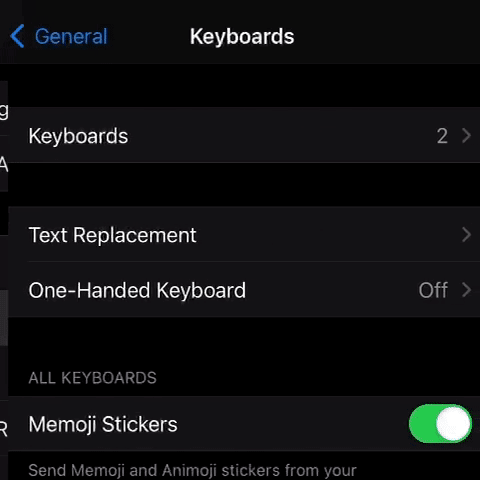 General
Keyboards
g
Keyboards 2
A
Text Replacement
One-Handed Keyboard Off
ALL KEYBOARDS
Memoji Stickers
R
Send Memoji and Animoji stickers from your